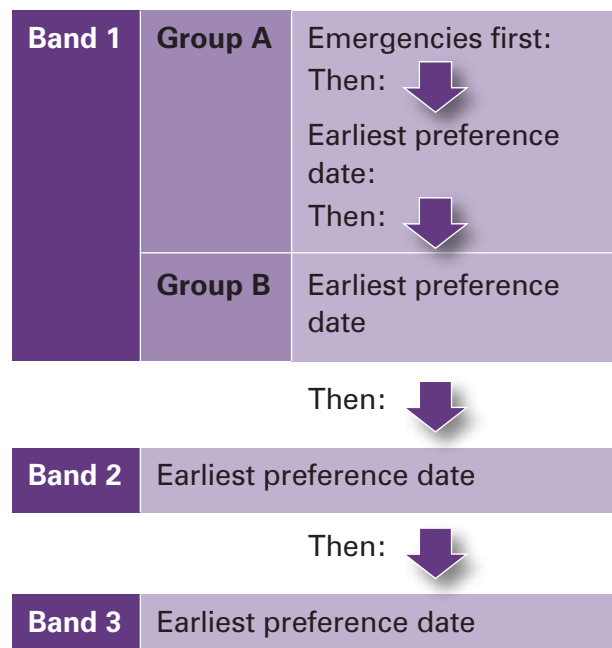 Band 1
Group A
Emergencies first:
Then:
Earliest preference
date:
Then:
Group B
Earliest preference
date
Then:
Band 2
Earliest preference date
Then:
Band 3
Earliest preference date